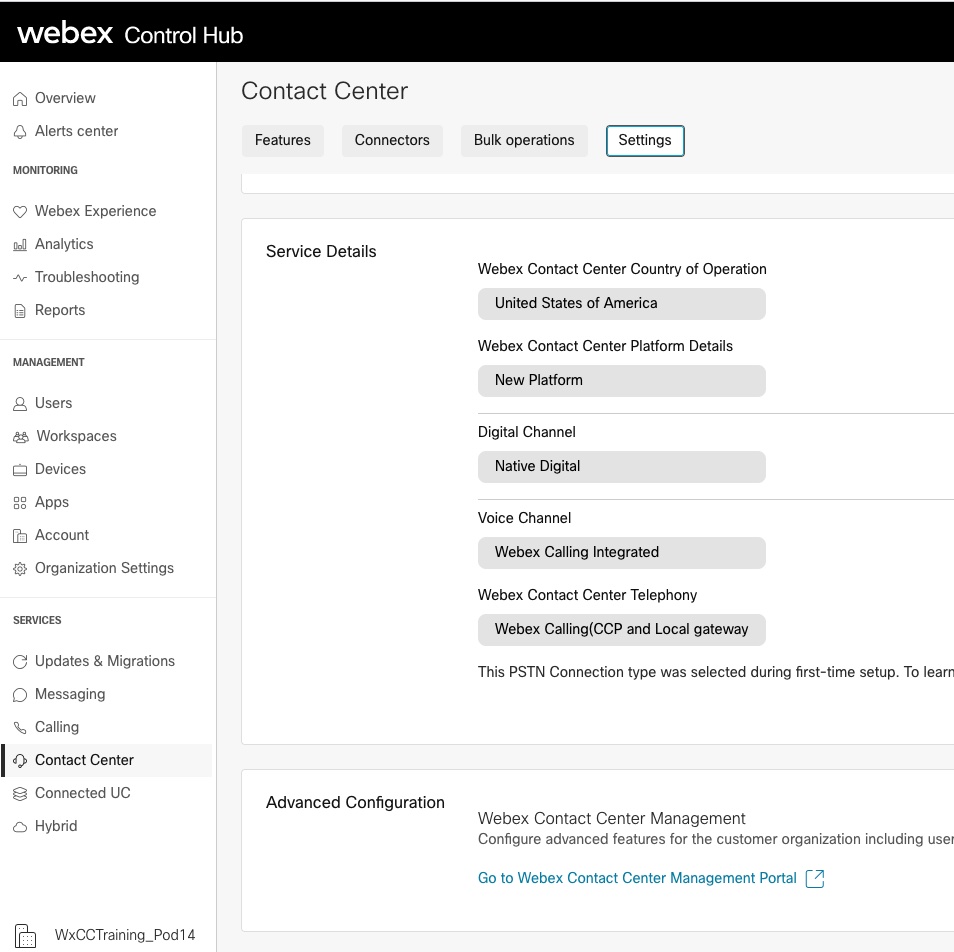 webex Control Hub
Overview
Alerts center
MONITORING
Webex Experience
Analytics
Troubleshooting
Reports
MANAGEMENT
Users
Workspaces
Devices
Apps
Account
Organization Settings
SERVICES
Updates & Migrations
Messaging
Calling
Contact Center
Connected UC
Hybrid
WxCCTraining_Pod14
Contact Center
Features Connectors Bulk operations Settings
Service Details
Webex Contact Center Country of Operation
United States of America
Webex Contact Center Platform Details
New Platform
Digital Channel
Native Digital
Voice Channel
Webex Calling Integrated
Webex Contact Center Telephony
Webex Calling(CCP and Local gateway
This PSTN Connection type was selected during first-time setup. To learn
Advanced Configuration
Webex Contact Center Management
Configure advanced features for the customer organization including user
Go to Webex Contact Center Management Portal